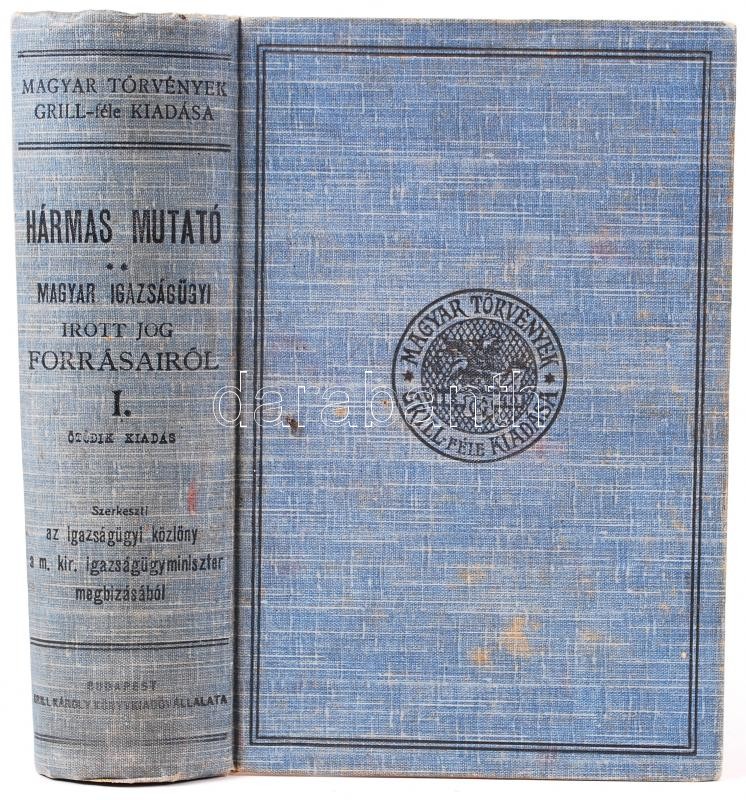 MAGYAR TÖRVÉNYEK
GRILL-féle KIADÁSA
HÁRMAS MUTATÓ
MAGYAR IGAZSÁGÜGYI
IROTT JOG
FORRÁSAIRÓL
I.
ÖTÖDIK KIADÁS
Szerkeszti
az igazságügyi közlöny
a m. kir. igazságügyminiszter
megbizásából
BUDAPEST
GRILL KÁROLY KÖNYVKIADÓVÁLLALATA
MAGYAR TÖRVÉNYEK
GRILL-FÉLE KIADÁSA
darabanth